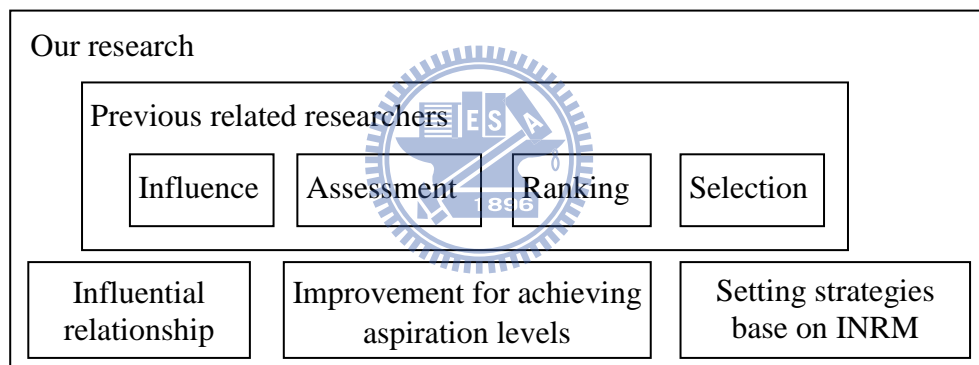 Our research
Previous related researchers
Influence Assessment Ranking Selection
Influential
relationship
Improvement for achieving
aspiration levels
Setting strategies
base on INRM
E S A
1896